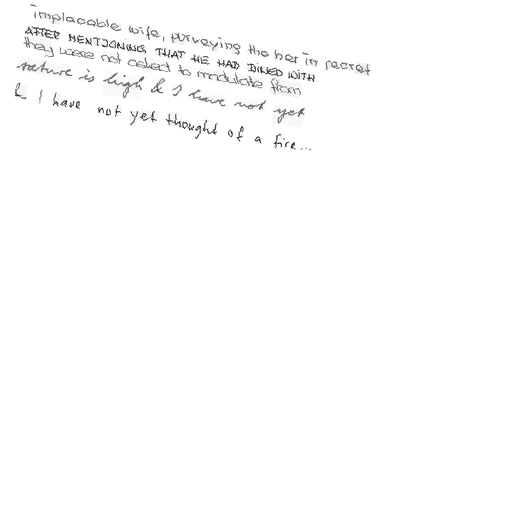 implacable wife, purveying the her in secret
AFTER MENTIONING THAT HE HAD DINED WITH
they were not asked to modulate from
nature is high & I have not yet
& I have not yet thought of a fire...